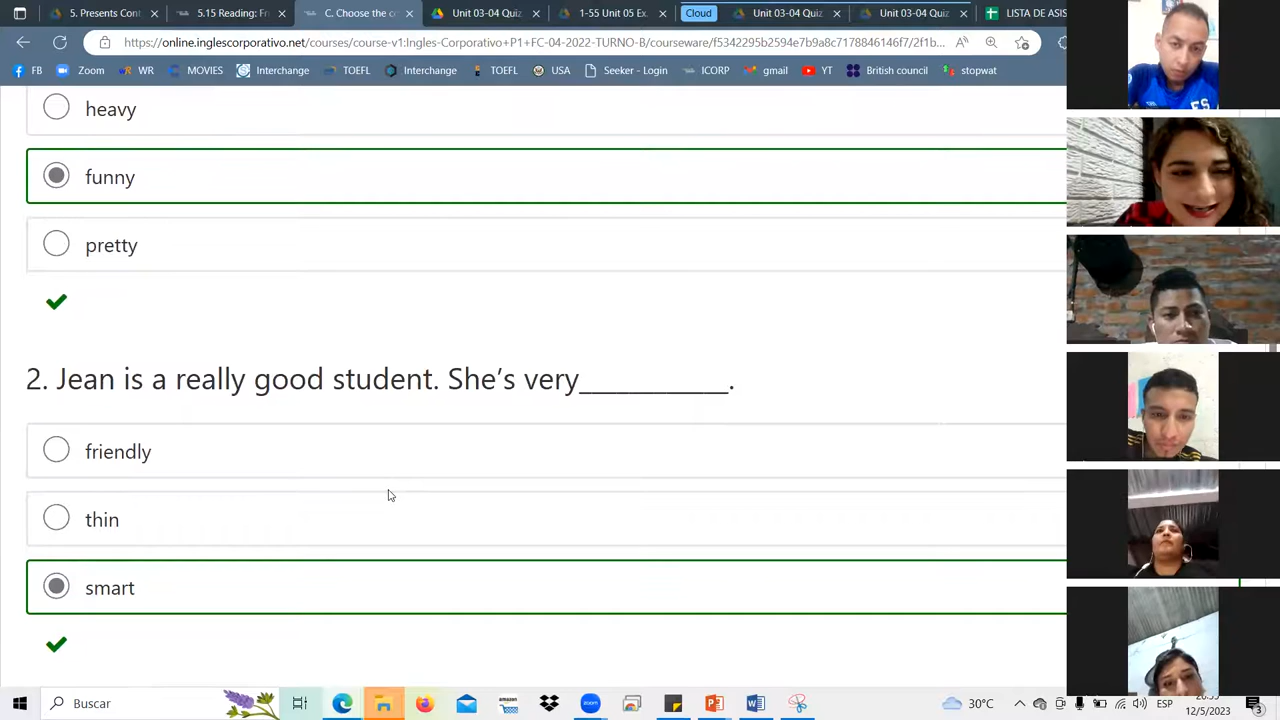 5. Presents Cont
5.15 Reading: Fr
C. Choose the co
Unit 03-04 Quiz
1-55 Unit 05 Ex
Cloud
Unit 03-04 Quiz
Unit 03-04 Quiz
LISTA DE ASIS
https://online.inglescorporativo.net/courses/course-v1:Ingles-Corporativo+P1+FC-04-2022-TURNO_B/courseware/f5342295b2594e7b9a8c7178846146f7/2f1b...
FB
Zoom
WR
MOVIES
Interchange
TOEFL
Interchange
TOEFL
USA
Seeker - Login
ICORP
gmail
YT
British council
stopwat
heavy
funny
pretty
2. Jean is a really good student. She's very___________.
friendly
thin
smart
Buscar
30°C
ESP
12/5/2023
3